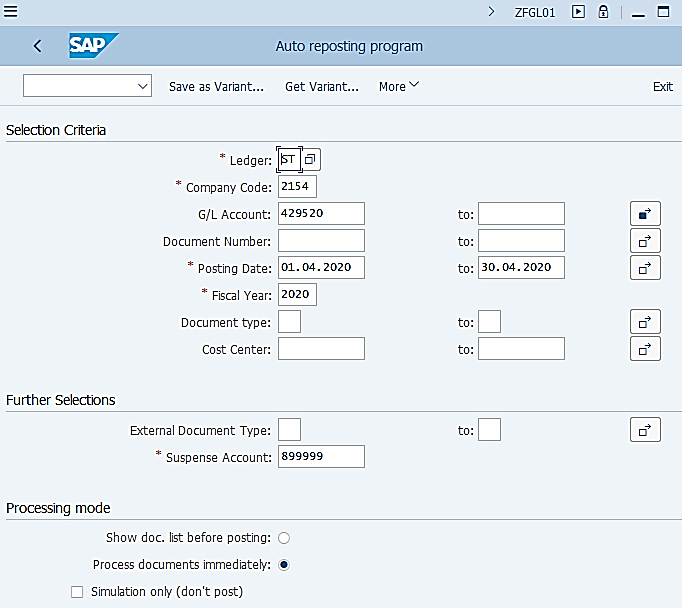 ZFGL01
SAP Auto reposting program
Save as Variant... Get Variant... More Exit
Selection Criteria
* Ledger: ST
* Company Code: 2154
G/L Account: 429520 to:
Document Number: to:
* Posting Date: 01.04.2020 to: 30.04.2020
* Fiscal Year: 2020
Document type: to:
Cost Center: to:
Further Selections
External Document Type: to:
* Suspense Account: 899999
Processing mode
Show doc. list before posting:
Process documents immediately:
Simulation only (don't post)